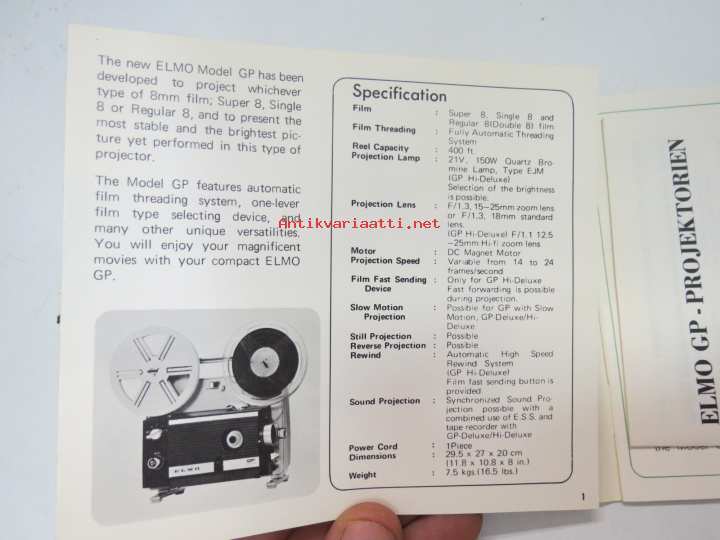 The new ELMO Model GP has been
developed to project whichever
type of 8mm film; Super 8, Single
8 or Regular 8, and to present the
most stable and the brightest pic-
ture yet performed in this type of
projector.
The Model GP features automatic
film threading system, one-lever
film type selecting device, and
many other unique versatilities.
You will enjoy your magnificent
movies with your compact ELMO
GP.
Antikvariaatti.net
ELMO
GP
Specification
Film : Super 8, Single 8 and
Regular 8(Double 8) film
Film Threading : Fully Automatic Threading
System
Reel Capacity : 400 ft.
Projection Lamp : 21V, 150W Quartz Bro-
mine Lamp, Type EJM
(GP Hi-Deluxe)
Selection of the brightness
is possible.
Projection Lens : F/1.3, 15~25mm zoom lens
or F/1.3, 18mm standard
lens.
(GP Hi-Deluxe) F/1.1 12.5
~25mm Hi-fi zoom lens
Motor : DC Magnet Motor
Projection Speed : Variable from 14 to 24
frames/second
Film Fast Sending : Only for GP Hi-Deluxe
Device Fast forwarding is possible
during projection.
Slow Motion : Possible for GP with Slow
Projection Motion, GP-Deluxe/Hi-
Deluxe
Still Projection : Possible
Reverse Projection : Possible
Rewind : Automatic High Speed
Rewind System
(GP Hi-Deluxe)
Film fast sending button is
provided
Sound Projection : Synchronized Sound Pro-
jection possible with a
combined use of E.S.S. and
tape recorder with
GP-Deluxe/Hi-Deluxe
Power Cord : 1Piece
Dimensions : 29.5 x 27 x 20 cm
(11.8 x 10.8 x 8 in.)
Weight : 7.5 kgs.(16.5 lbs.)
1
ELMO GP - PROJEKTORIEN